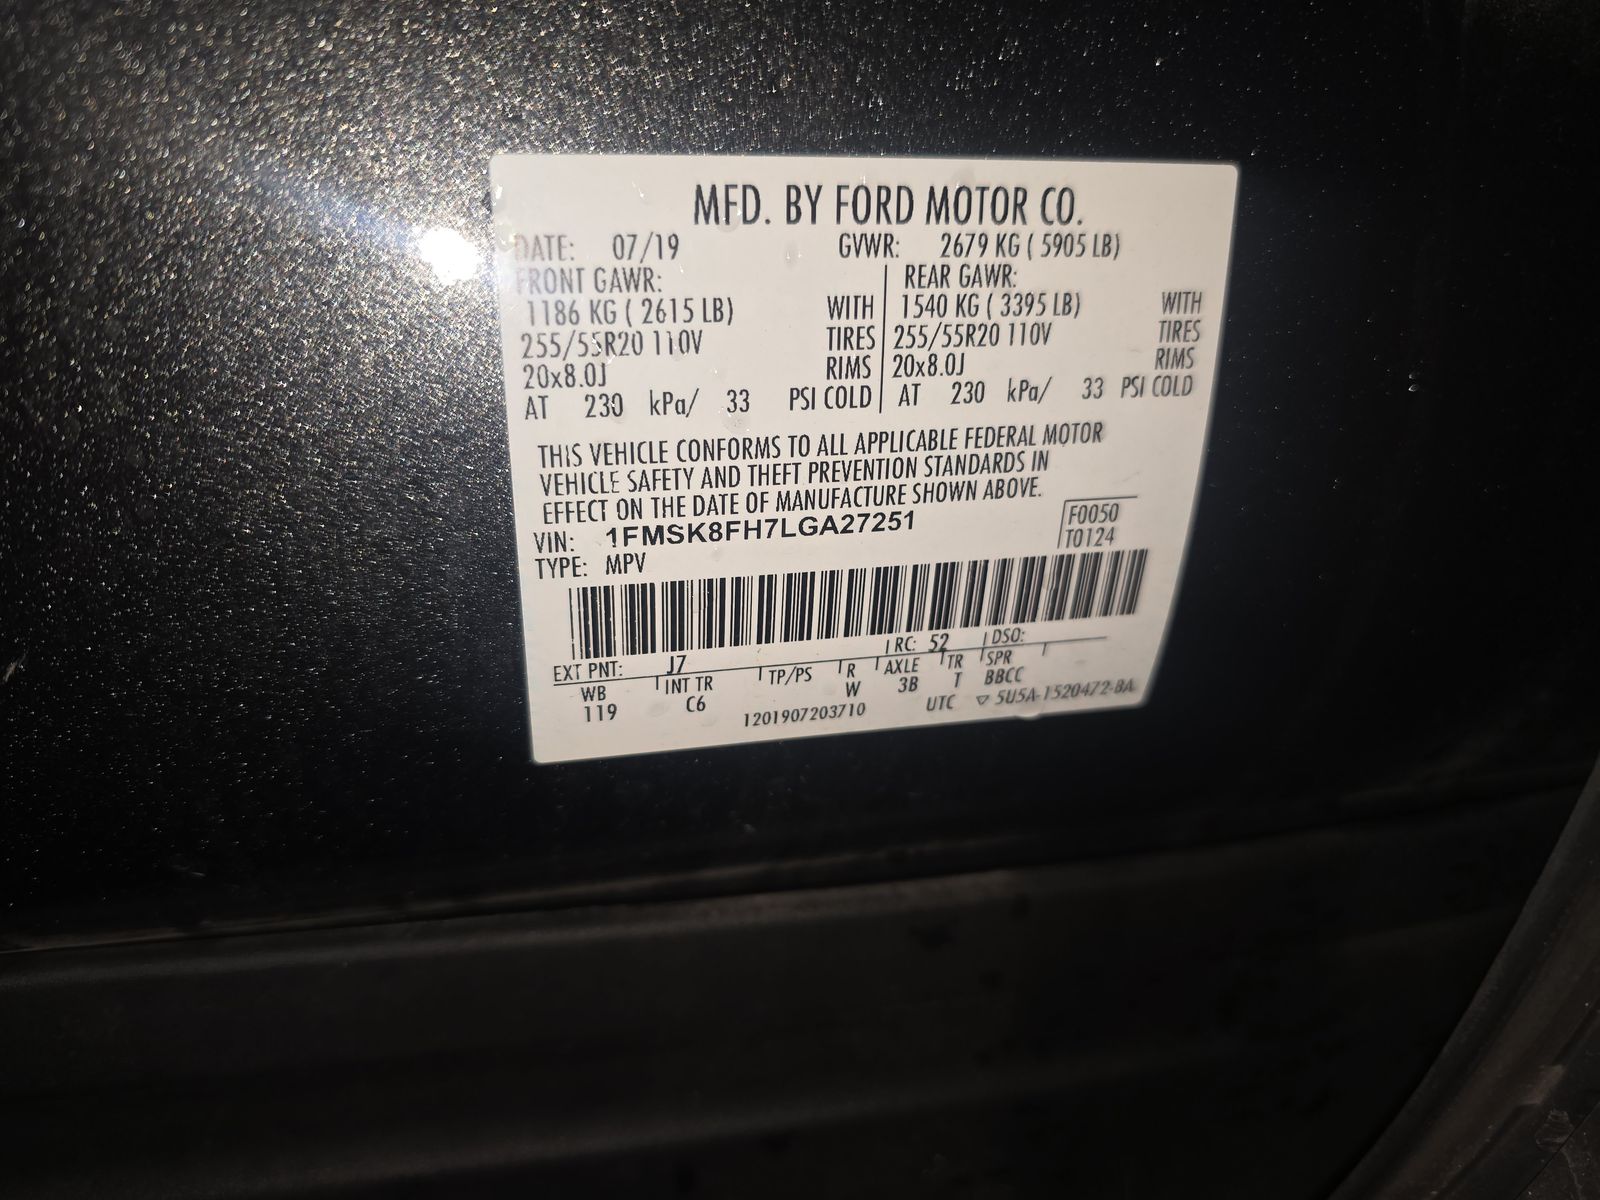 MFD. BY FORD MOTOR CO.
DATE: 07/19 GVWR: 2679 KG ( 5905 LB)
FRONT GAWR: REAR GAWR:
1186 KG ( 2615 LB) WITH 1540 KG ( 3395 LB) WITH
255/55R20 110V TIRES 255/55R20 110V TIRES
20x8.0J RIMS 20x8.0J RIMS
AT 230 kPa/ 33 PSI COLD AT 230 kPa/ 33 PSI COLD
THIS VEHICLE CONFORMS TO ALL APPLICABLE FEDERAL MOTOR
VEHICLE SAFETY AND THEFT PREVENTION STANDARDS IN
EFFECT ON THE DATE OF MANUFACTURE SHOWN ABOVE.
VIN: 1FMSK8FH7LGA27251 F0050
TYPE: MPV T0124
EXT PNT: J7 RC: 52 DSO:
WB INT TR TP/PS R AXLE TR SPR
119 C6 W 3B T BBCC
1201907203710 UTC ▽ 5U5A-1520472-BA